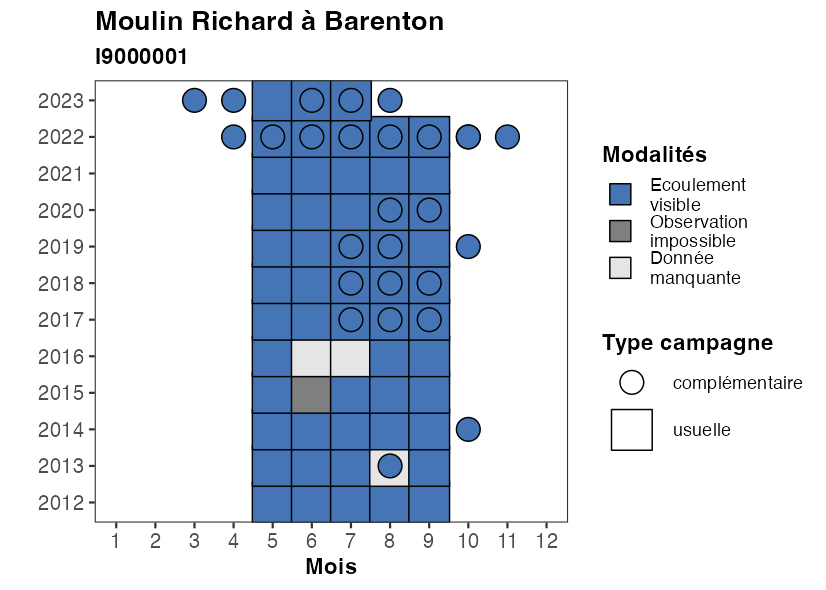 Moulin Richard à Barenton
I9000001
2023
2022
2021
2020
2019
2018
2017
2016
2015
2014
2013
2012
1 2 3 4 5 6 7 8 9 10 11 12
Mois
Modalités
Ecoulement
visible
Observation
impossible
Donnée
manquante
Type campagne
complémentaire
usuelle